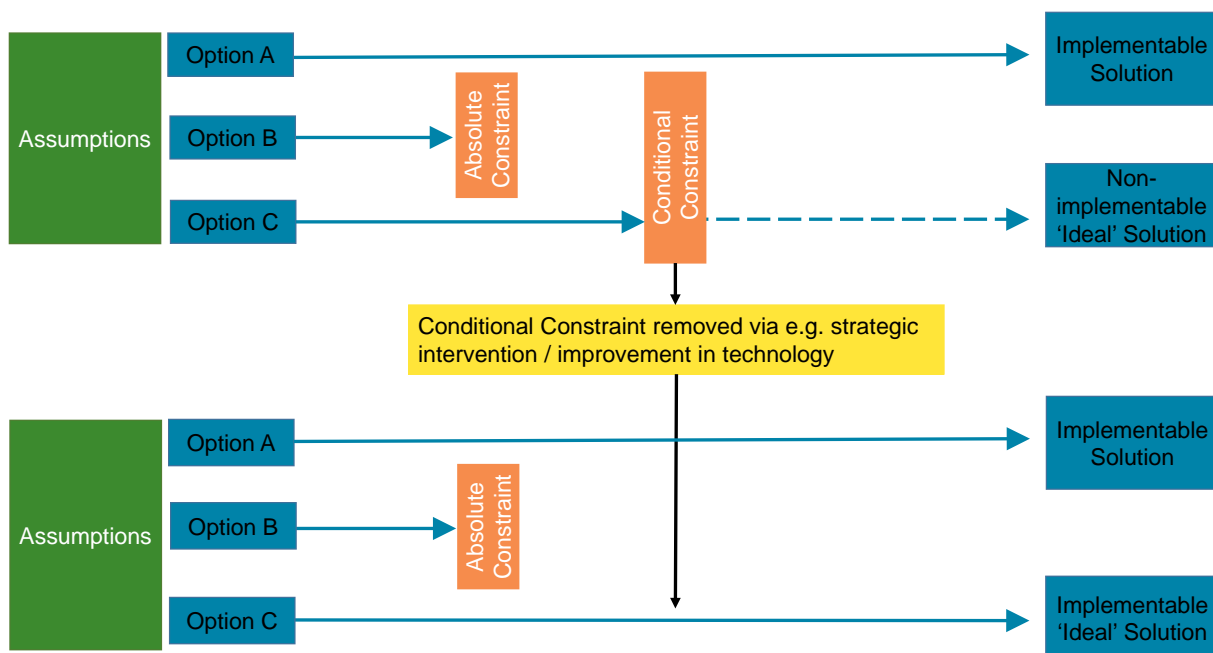 Assumptions
Option A
Option B
Option C
Absolute
Constraint
Conditional
Constraint
Implementable
Solution
Non-
implementable
‘Ideal’ Solution
Conditional Constraint removed via e.g. strategic
intervention / improvement in technology
Assumptions
Option A
Option B
Option C
Absolute
Constraint
Implementable
Solution
Implementable
‘Ideal’ Solution